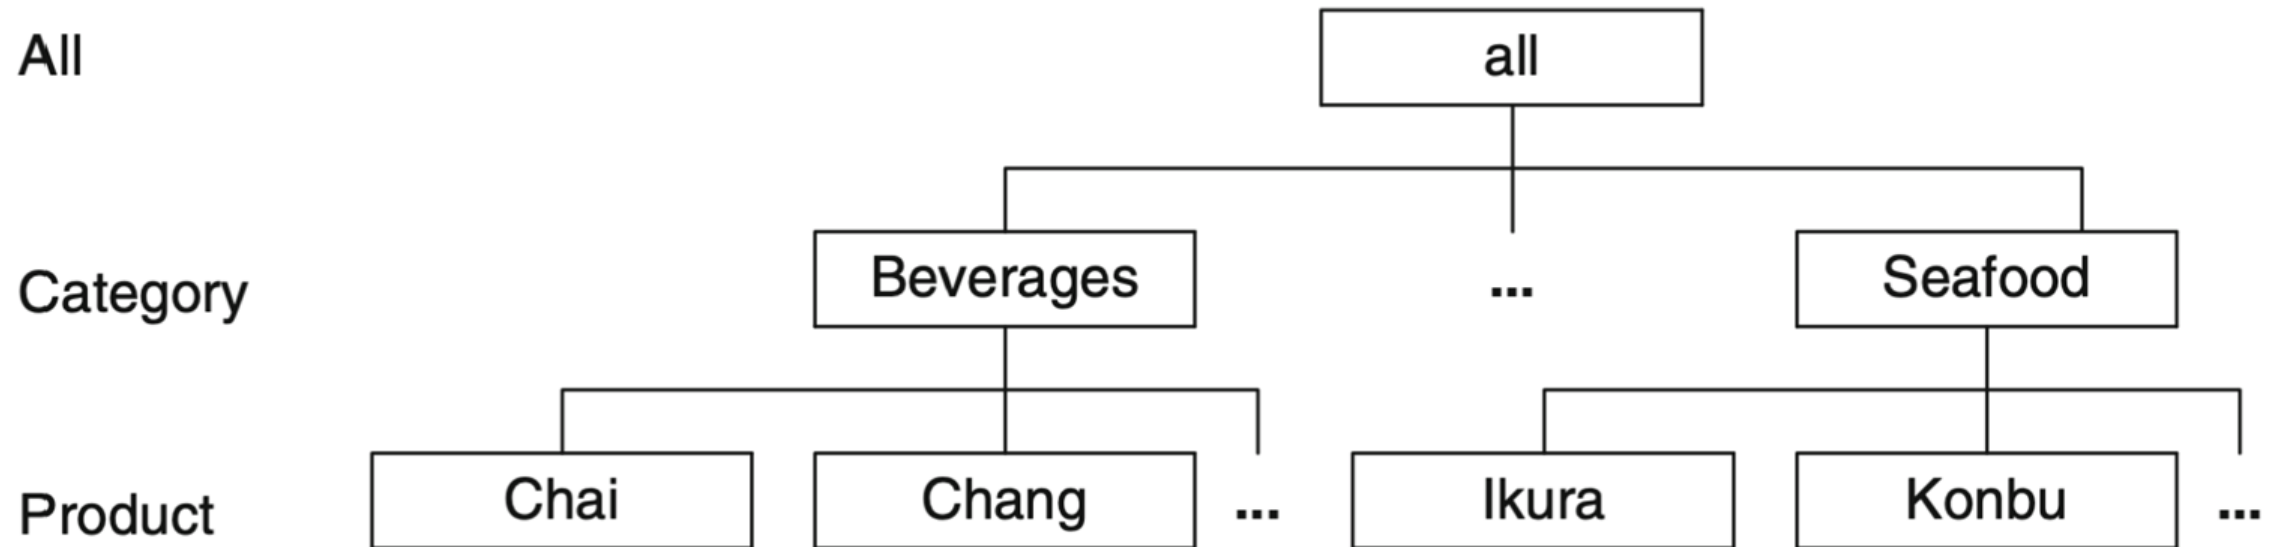 All all
Category Beverages ... Seafood
Product Chai Chang ... Ikura Konbu ...